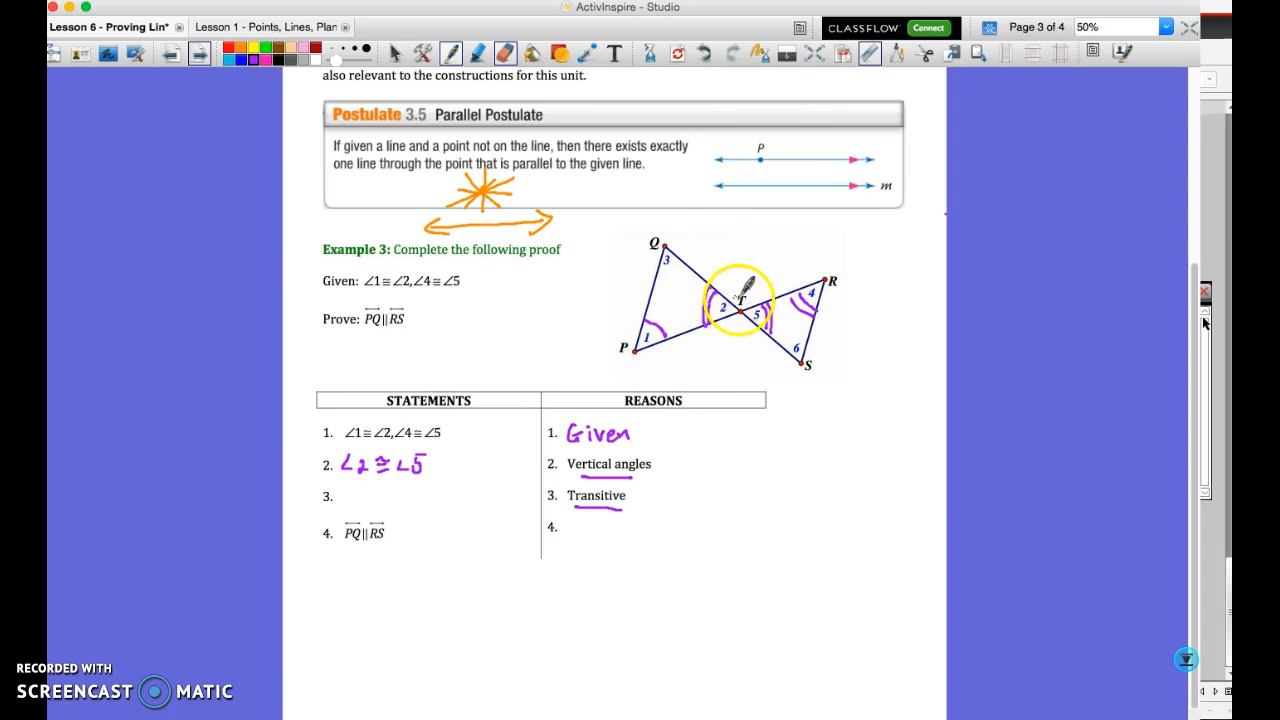 ActivInspire - Studio
Lesson 6 - Proving Lin*
Lesson 1 - Points, Lines, Plan
CLASSFLOW Connect
Page 3 of 4
50%
also relevant to the constructions for this unit.
Postulate 3.5 Parallel Postulate
If given a line and a point not on the line, then there exists exactly
one line through the point that is parallel to the given line.
P
m
Example 3: Complete the following proof
Given: ∠1 ≅ ∠2, ∠4 ≅ ∠5
Prove: PQ || RS
Q
3
R
4
T
2
5
P
1
6
S
STATEMENTS REASONS
1. ∠1 ≅ ∠2, ∠4 ≅ ∠5 1. Given
2. ∠2 ≅ ∠5 2. Vertical angles
3. 3. Transitive
4. PQ || RS 4.
RECORDED WITH
SCREENCAST MATIC